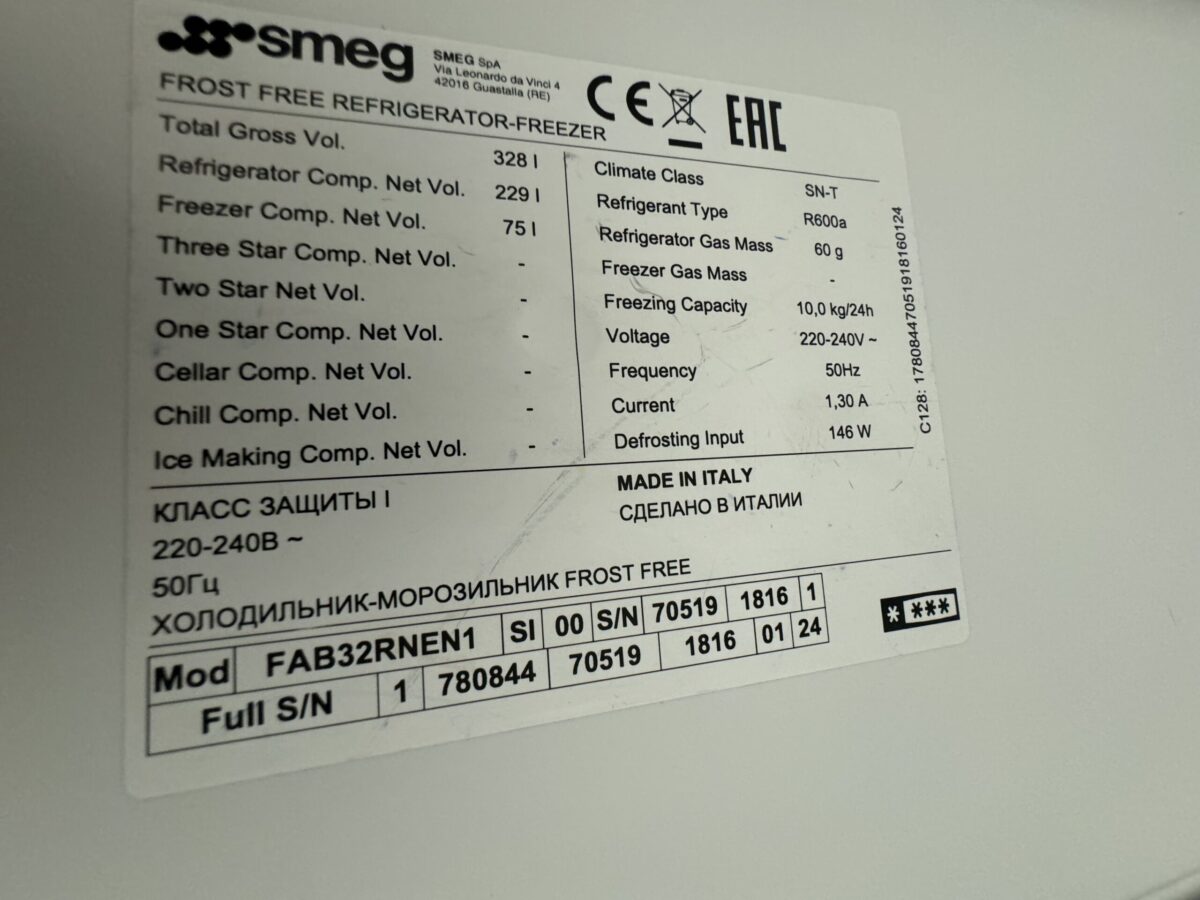 smeg
SMEG SpA
Via Leonardo da Vinci 4
42016 Guastalla (RE)
CE
EAC
FROST FREE REFRIGERATOR-FREEZER
Total Gross Vol. 328 l
Refrigerator Comp. Net Vol. 229 l
Freezer Comp. Net Vol. 75 l
Three Star Comp. Net Vol. -
Two Star Net Vol. -
One Star Comp. Net Vol. -
Cellar Comp. Net Vol. -
Chill Comp. Net Vol. -
Ice Making Comp. Net Vol. -
Climate Class SN-T
Refrigerant Type R600a
Refrigerator Gas Mass 60 g
Freezer Gas Mass -
Freezing Capacity 10,0 kg/24h
Voltage 220-240V ~
Frequency 50Hz
Current 1,30 A
Defrosting Input 146 W
C128: 17808447051918160124
КЛАСС ЗАЩИТЫ I
220-240В ~
50Гц
MADE IN ITALY
СДЕЛАНО В ИТАЛИИ
ХОЛОДИЛЬНИК-МОРОЗИЛЬНИК FROST FREE
Mod FAB32RNEN1 SI 00 S/N 70519 1816 1
Full S/N 1 780844 70519 1816 01 24
* ***